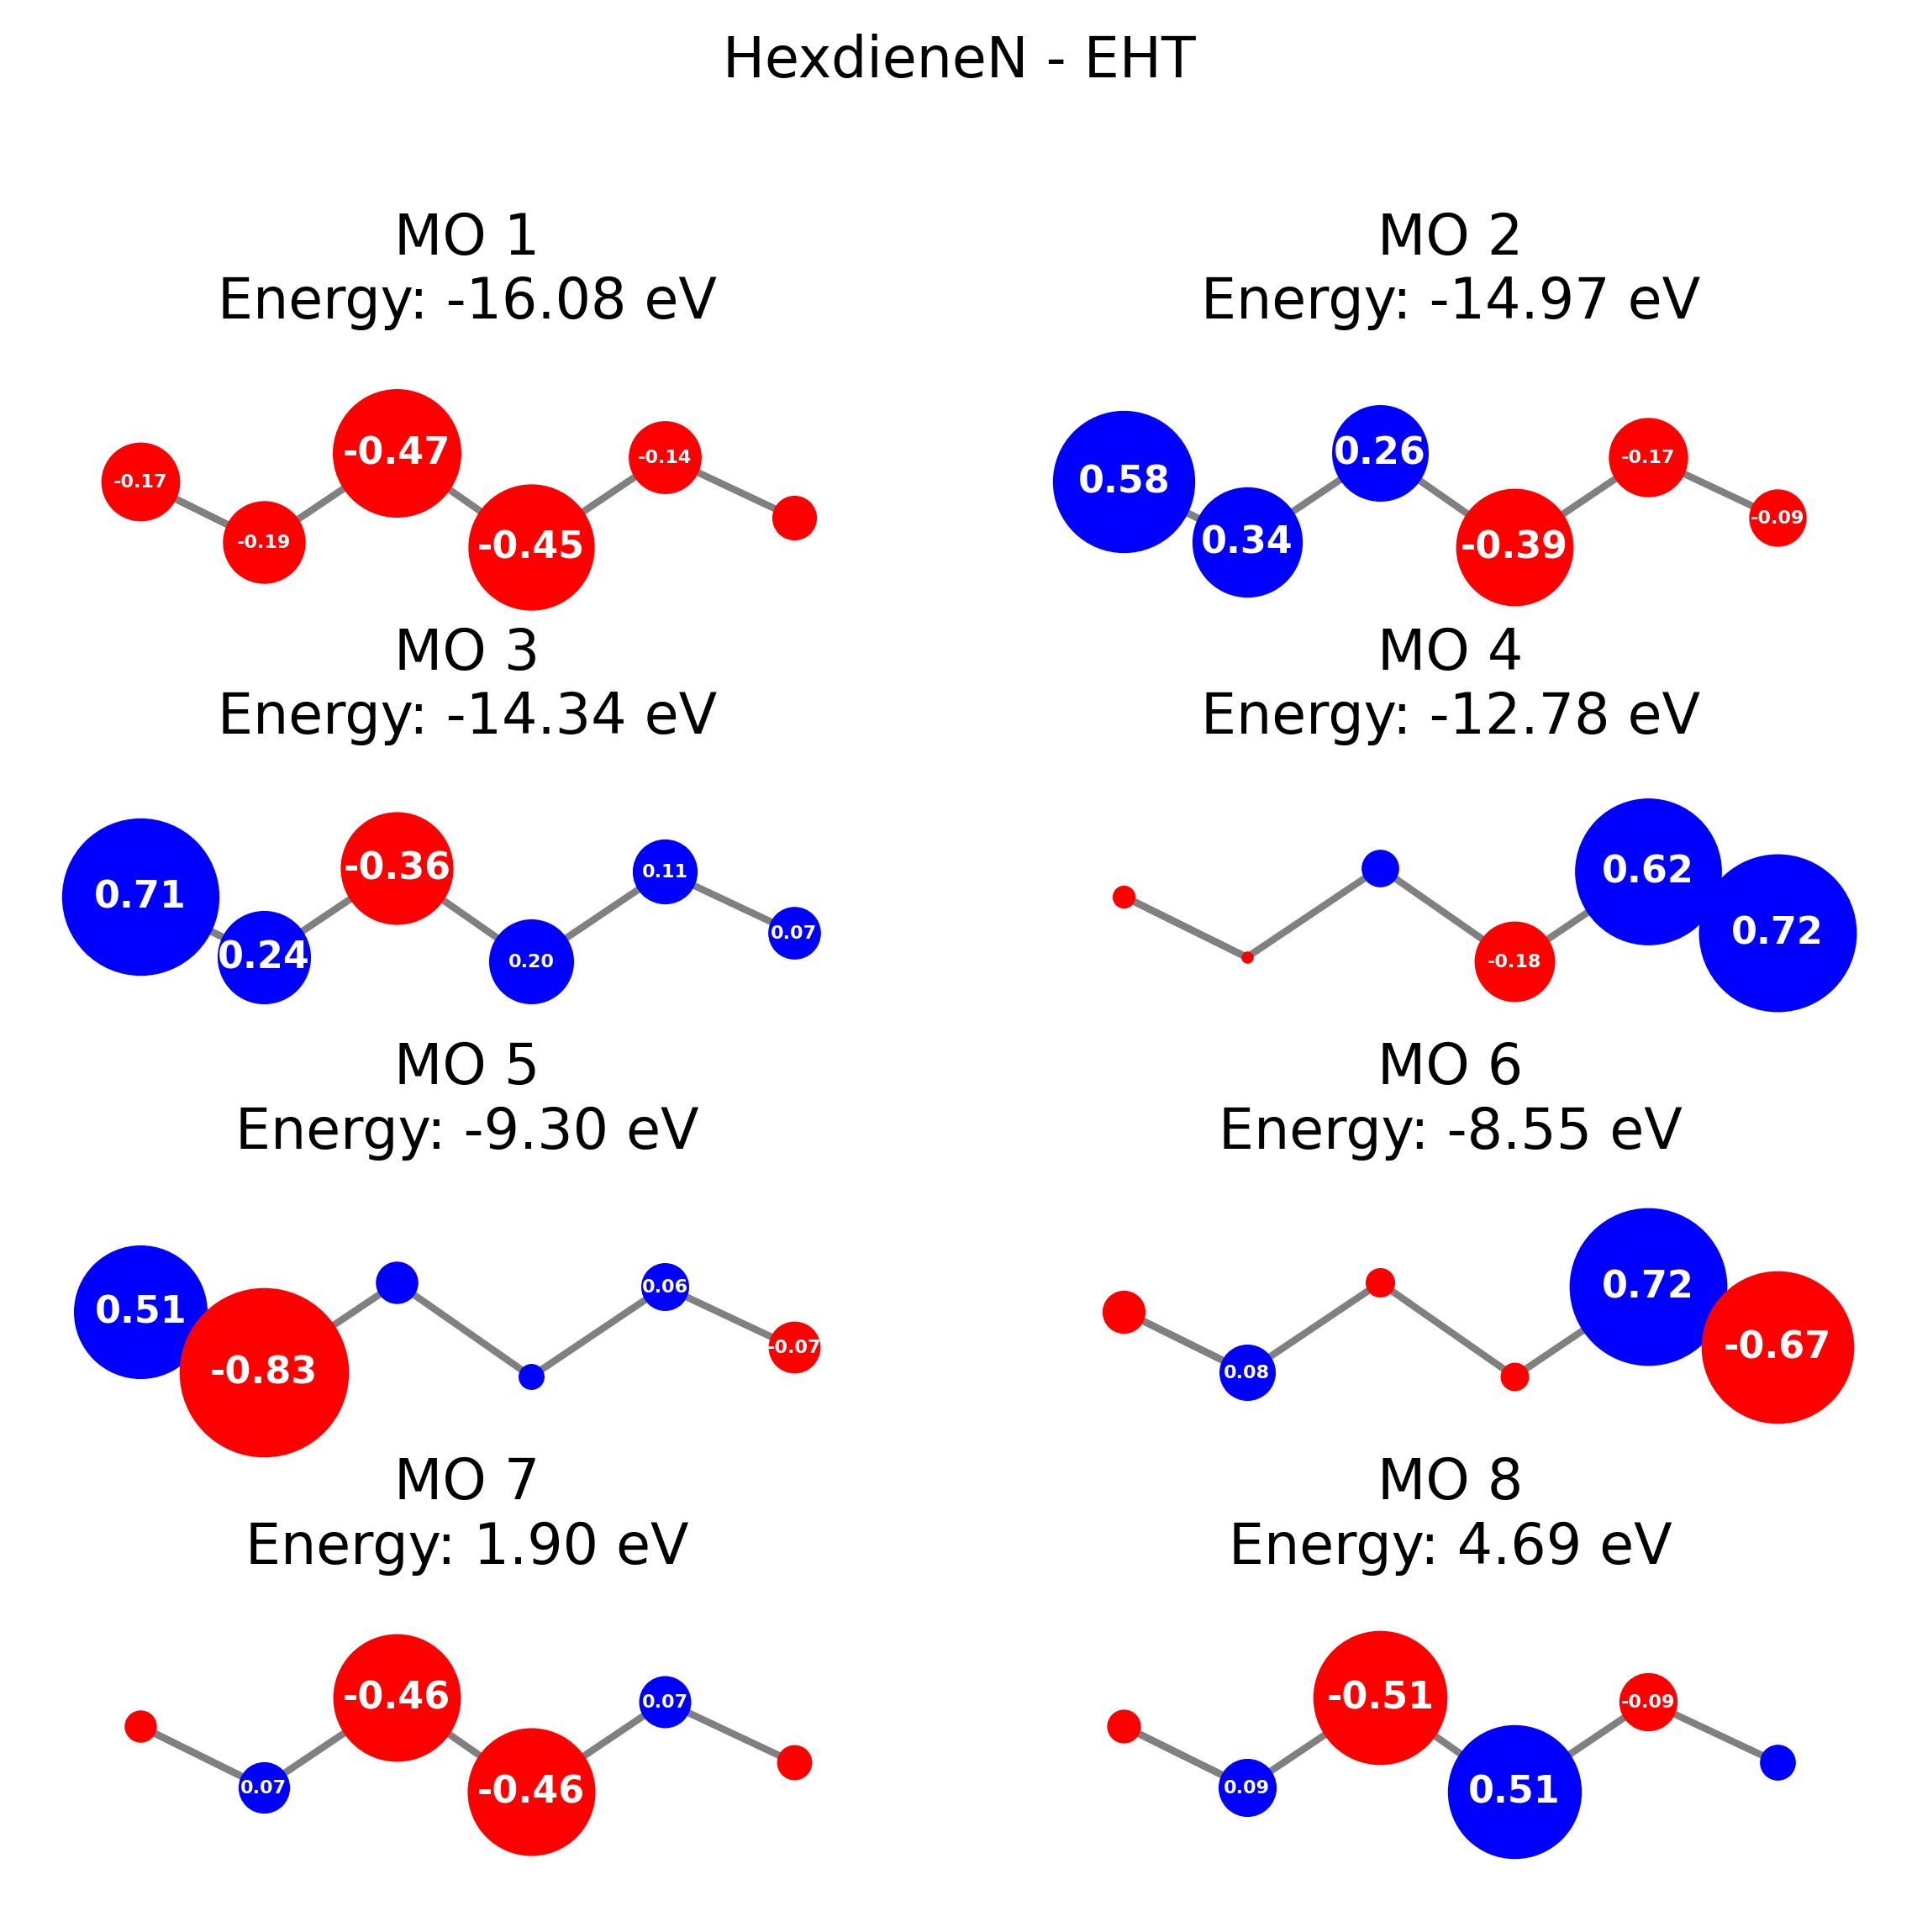 HexdieneN - EHT
MO 1
Energy: -16.08 eV
-0.17
-0.19
-0.47
-0.45
-0.14
MO 2
Energy: -14.97 eV
0.58
0.34
0.26
-0.39
-0.17
-0.09
MO 3
Energy: -14.34 eV
0.71
0.24
-0.36
0.20
0.11
0.07
MO 4
Energy: -12.78 eV
-0.18
0.62
0.72
MO 5
Energy: -9.30 eV
0.51
-0.83
0.06
-0.07
MO 6
Energy: -8.55 eV
0.08
0.72
-0.67
MO 7
Energy: 1.90 eV
0.07
-0.46
-0.46
0.07
MO 8
Energy: 4.69 eV
0.09
-0.51
0.51
-0.09